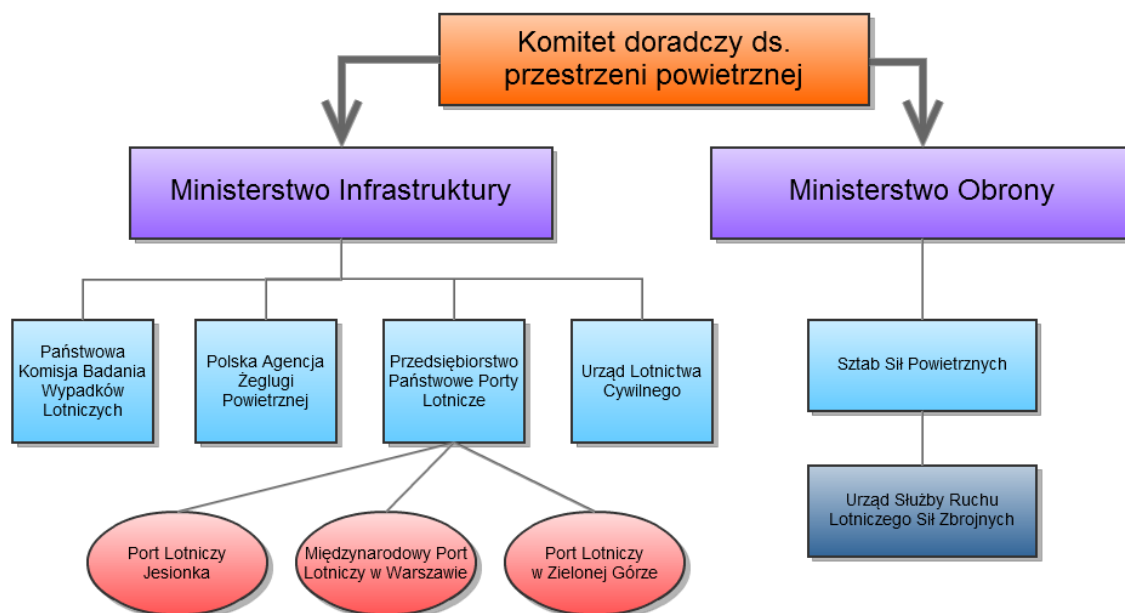 Komitet doradczy ds.
przestrzeni powietrznej
Ministerstwo Infrastruktury
Ministerstwo Obrony
Państwowa
Komisja Badania
Wypadków
Lotniczych
Polska Agencja
Żeglugi
Powietrznej
Przedsiębiorstwo
Państwowe Porty
Lotnicze
Urząd Lotnictwa
Cywilnego
Sztab Sił Powietrznych
Urząd Służby Ruchu
Lotniczego Sił Zbrojnych
Port Lotniczy
Jesionka
Międzynarodowy Port
Lotniczy w Warszawie
Port Lotniczy
w Zielonej Górze